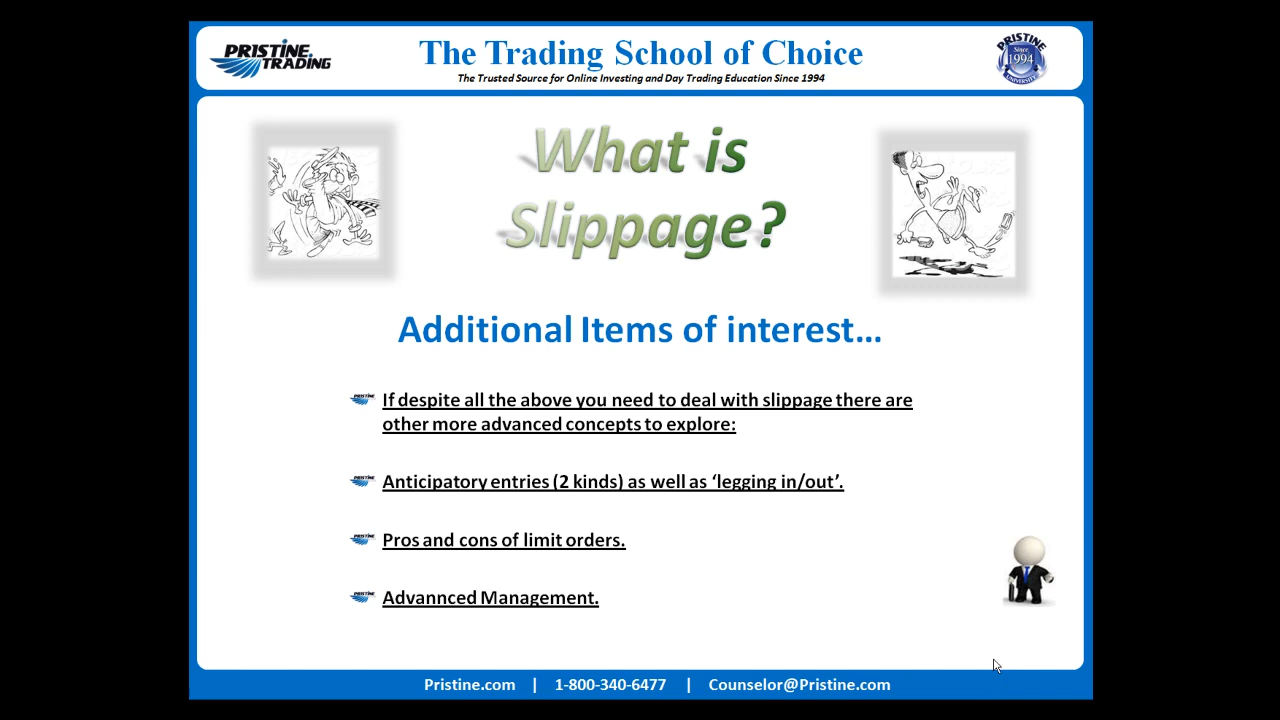 PRISTINE.
TRADING
The Trading School of Choice
The Trusted Source for Online Investing and Day Trading Education Since 1994
PRISTINE
Since
1994
UNIVERSITY
What is
Slippage?
Additional Items of interest...
If despite all the above you need to deal with slippage there are
other more advanced concepts to explore:
Anticipatory entries (2 kinds) as well as ‘legging in/out’.
Pros and cons of limit orders.
Advannced Management.
Pristine.com | 1-800-340-6477 | Counselor@Pristine.com